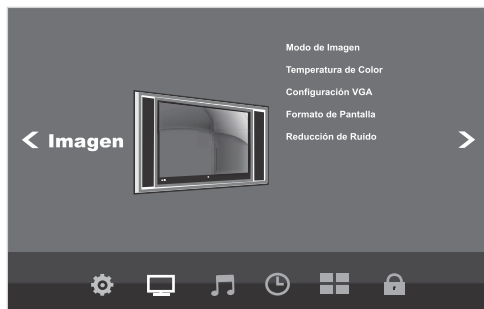 Modo de Imagen
Temperatura de Color
Configuración VGA
Formato de Pantalla
Reducción de Ruido
Imagen